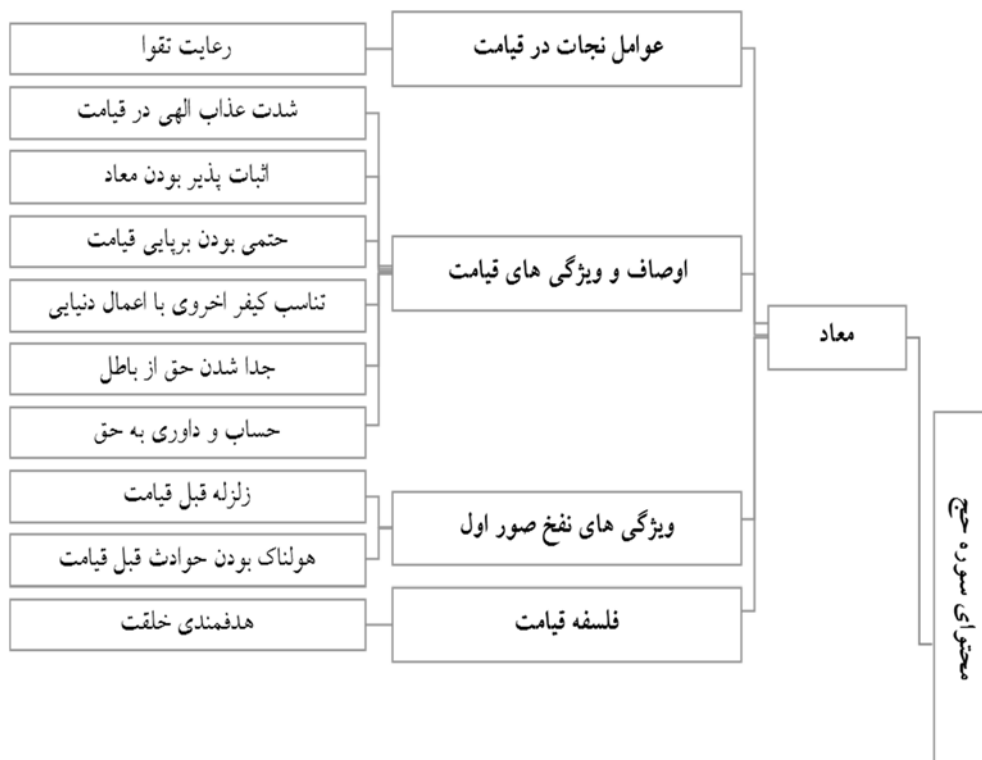 محتوای سوره حج
معاد
عوامل نجات در قیامت
رعایت تقوا
اوصاف و ویژگی های قیامت
شدت عذاب الهی در قیامت
اثبات پذیر بودن معاد
حتمی بودن برپایی قیامت
تناسب کیفر اخروی با اعمال دنیایی
جدا شدن حق از باطل
حساب و داوری به حق
ویژگی های نفخ صور اول
زلزله قبل قیامت
هولناک بودن حوادث قبل قیامت
فلسفه قیامت
هدفمندی خلقت